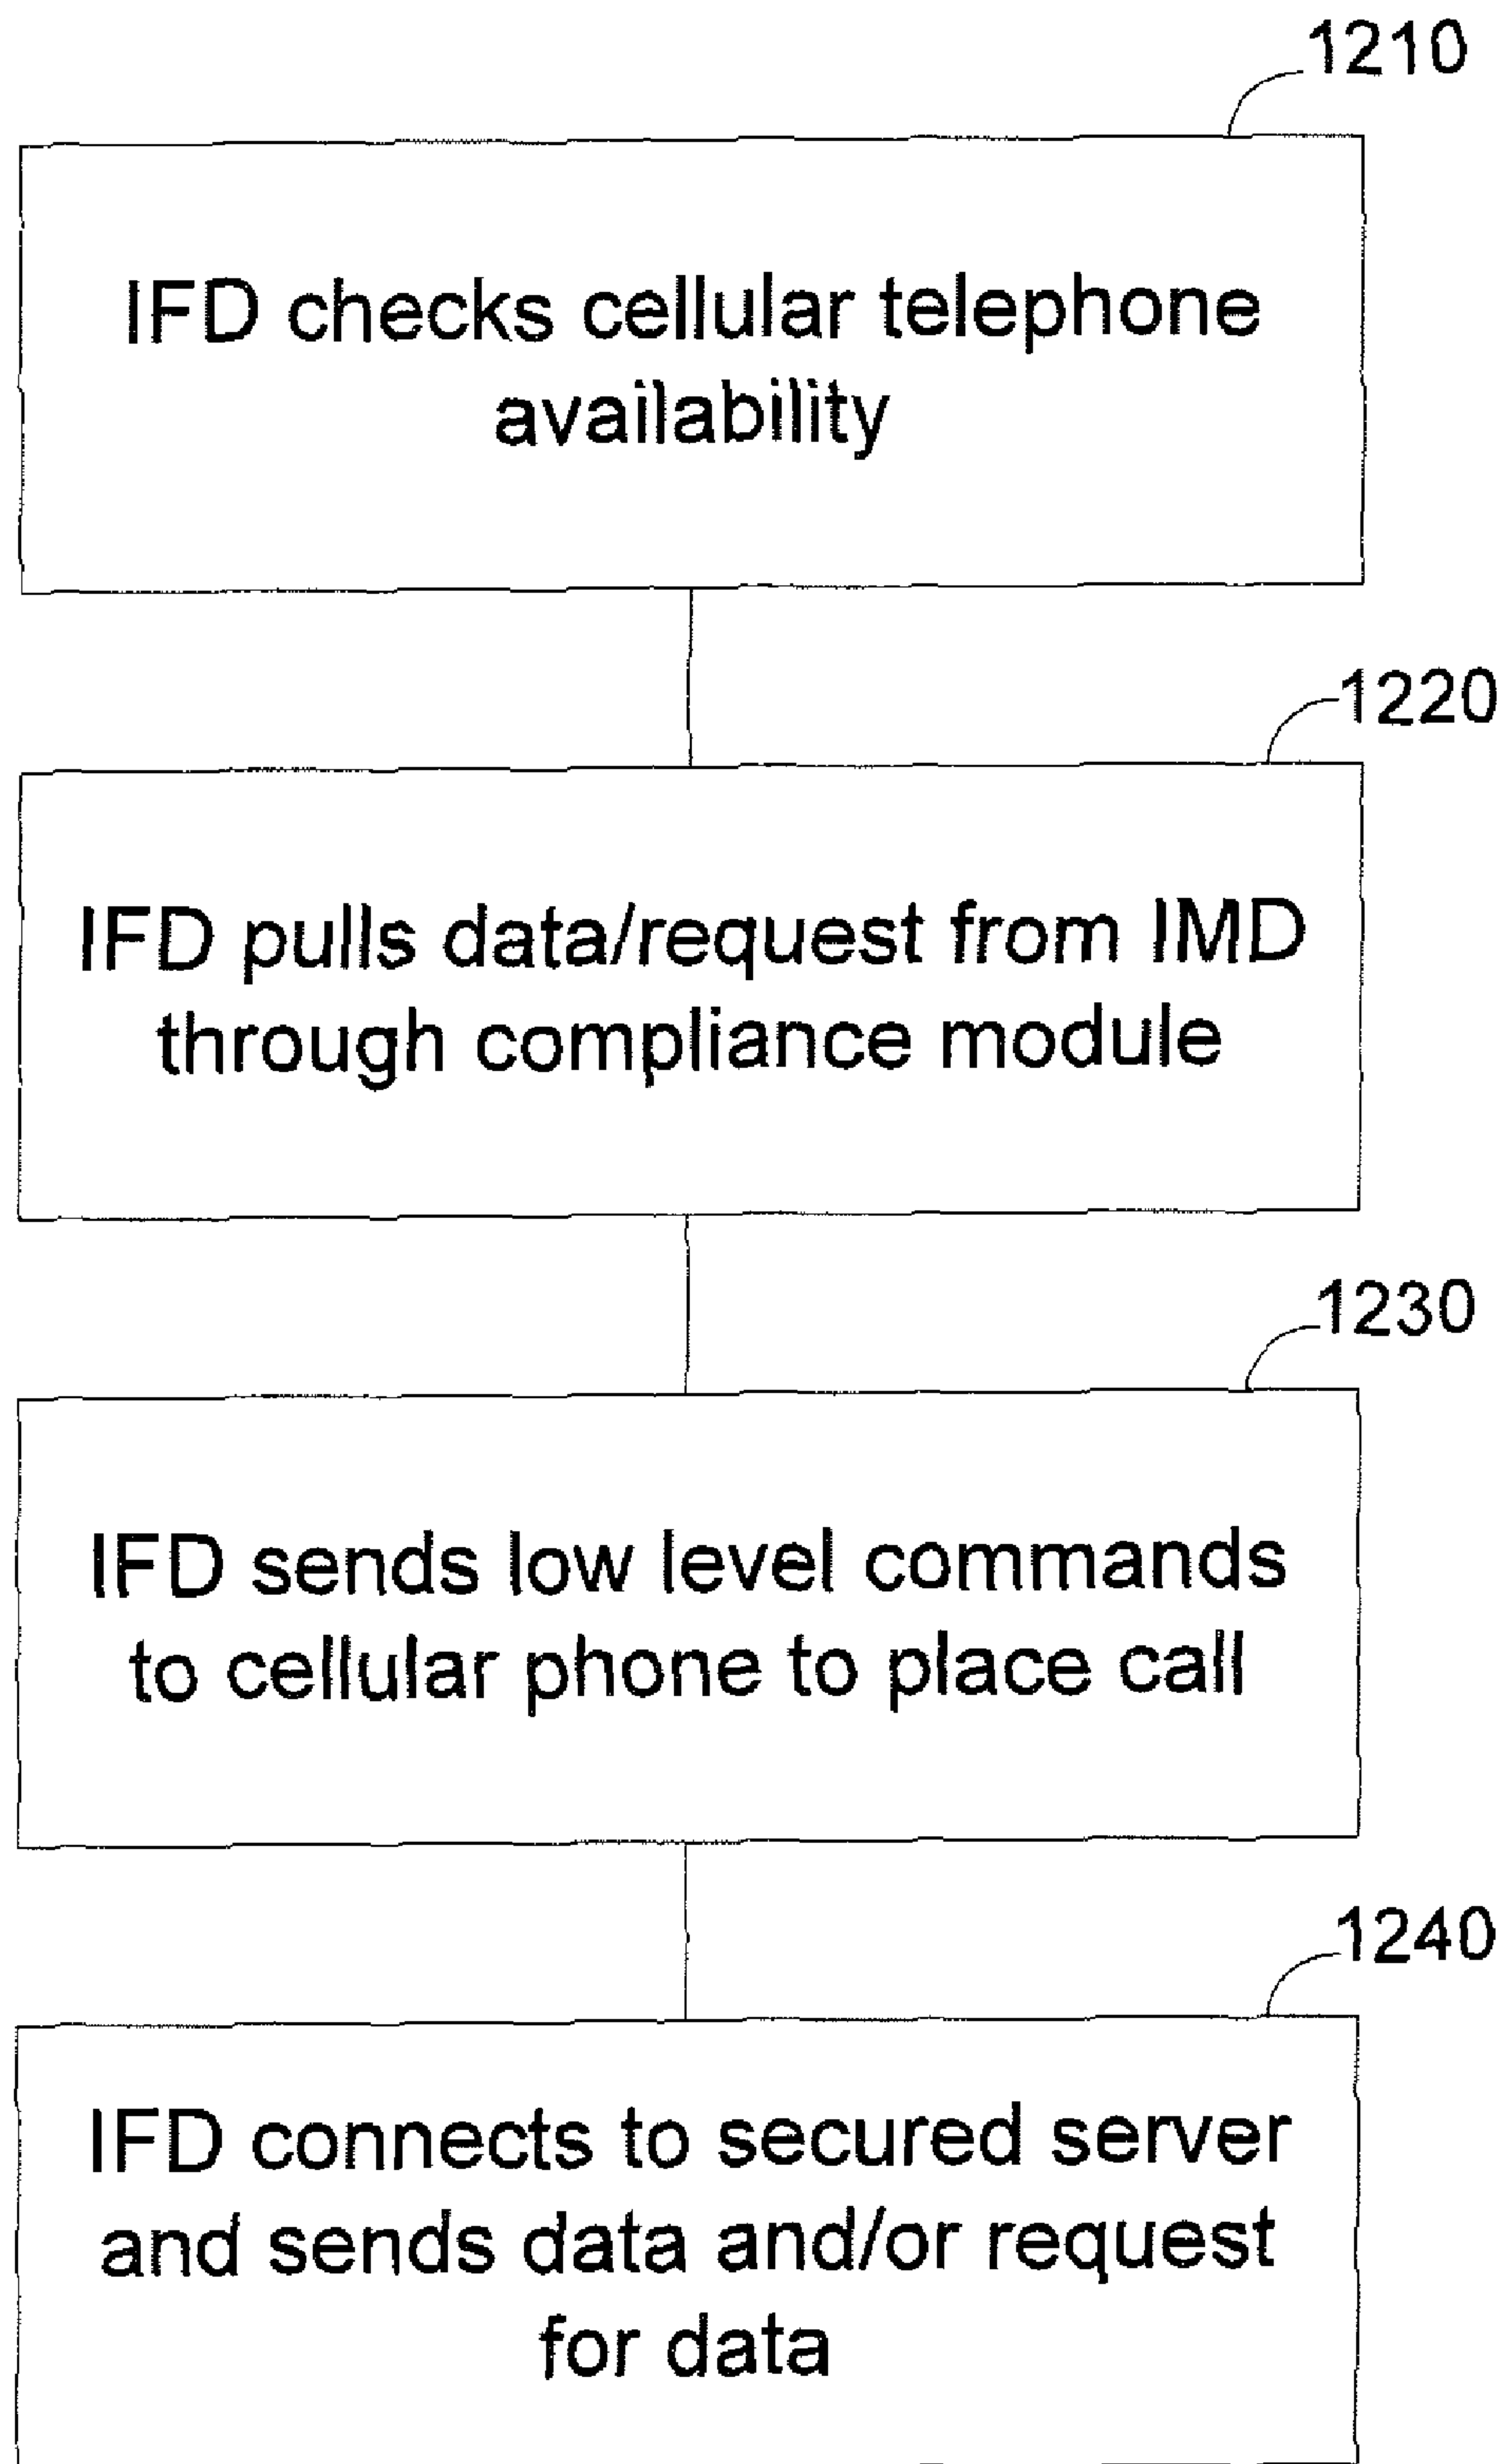 1210
IFD checks cellular telephone
availability
1220
IFD pulls data/request from IMD
through compliance module
1230
IFD sends low level commands
to cellular phone to place call
1240
IFD connects to secured server
and sends data and/or request
for data